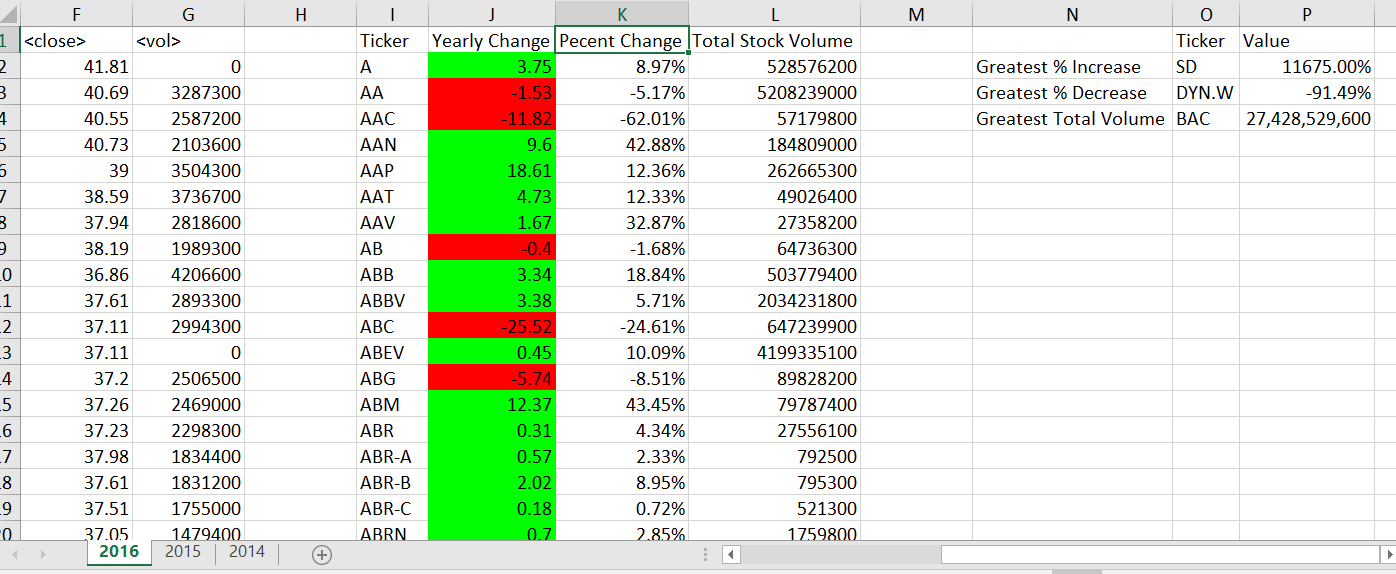 F G H I J K L M N O P
1 <close> <vol> Ticker Yearly Change Pecent Change Total Stock Volume Ticker Value
2 41.81 0 A 3.75 8.97% 528576200 Greatest % Increase SD 11675.00%
3 40.69 3287300 AA -1.53 -5.17% 5208239000 Greatest % Decrease DYN.W -91.49%
4 40.55 2587200 AAC -11.82 -62.01% 57179800 Greatest Total Volume BAC 27,428,529,600
5 40.73 2103600 AAN 9.6 42.88% 184809000
6 39 3504300 AAP 18.61 12.36% 262665300
7 38.59 3736700 AAT 4.73 12.33% 49026400
8 37.94 2818600 AAV 1.67 32.87% 27358200
9 38.19 1989300 AB -0.4 -1.68% 64736300
0 36.86 4206600 ABB 3.34 18.84% 503779400
1 37.61 2893300 ABBV 3.38 5.71% 2034231800
2 37.11 2994300 ABC -25.52 -24.61% 647239900
3 37.11 0 ABEV 0.45 10.09% 4199335100
4 37.2 2506500 ABG -5.74 -8.51% 89828200
5 37.26 2469000 ABM 12.37 43.45% 79787400
6 37.23 2298300 ABR 0.31 4.34% 27556100
7 37.98 1834400 ABR-A 0.57 2.33% 792500
8 37.61 1831200 ABR-B 2.02 8.95% 795300
9 37.51 1755000 ABR-C 0.18 0.72% 521300
0 37.05 1479400 ABRN 0.7 2.85% 1759800
2016 2015 2014